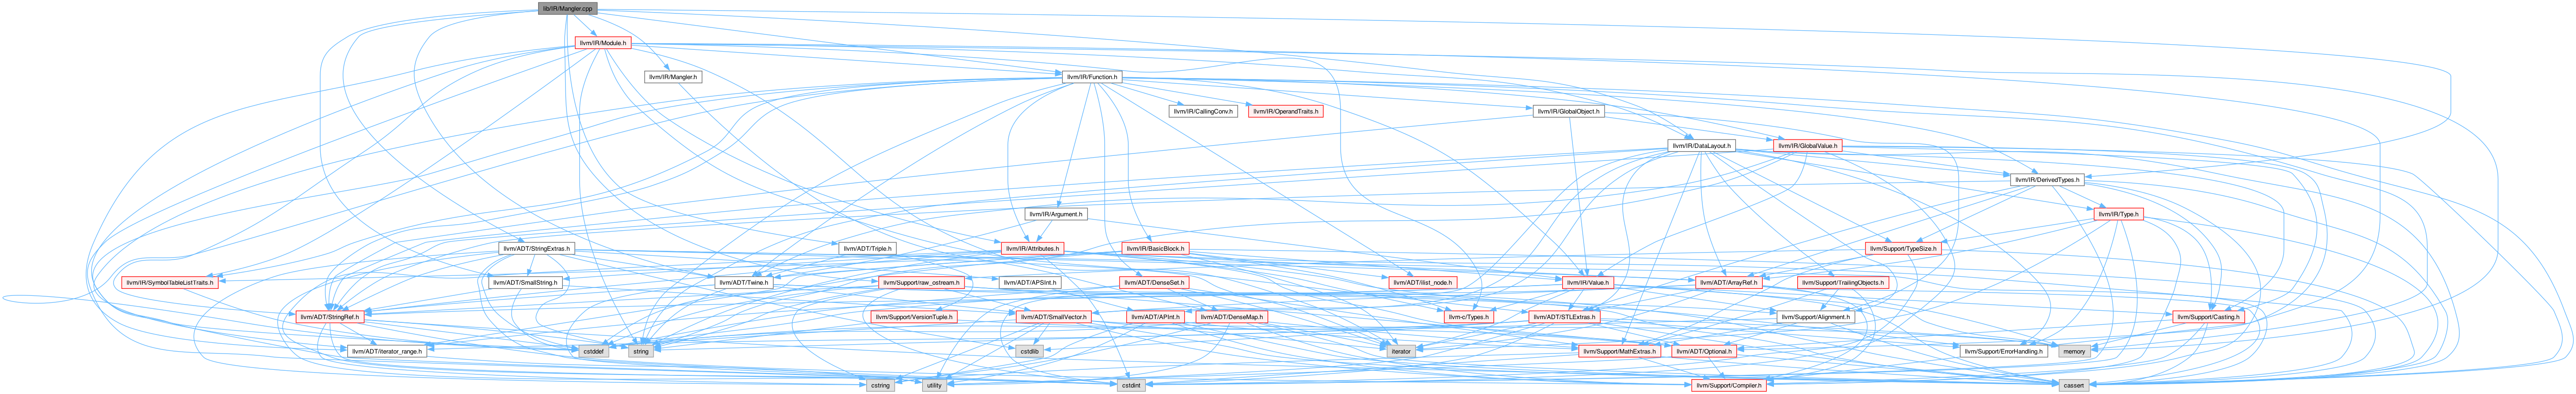 lib/IR/Mangler.cpp
llvm/IR/Module.h
llvm/IR/Mangler.h
llvm/IR/Function.h
llvm/IR/CallingConv.h
llvm/IR/OperandTraits.h
llvm/IR/GlobalObject.h
llvm/IR/DataLayout.h
llvm/IR/GlobalValue.h
llvm/IR/DerivedTypes.h
llvm/IR/Argument.h
llvm/IR/Type.h
llvm/ADT/StringExtras.h
llvm/ADT/Triple.h
llvm/IR/Attributes.h
llvm/IR/BasicBlock.h
llvm/Support/TypeSize.h
llvm/IR/SymbolTableListTraits.h
llvm/ADT/SmallString.h
llvm/ADT/Twine.h
llvm/Support/raw_ostream.h
llvm/ADT/APSInt.h
llvm/ADT/DenseSet.h
llvm/ADT/ilist_node.h
llvm/IR/Value.h
llvm/ADT/ArrayRef.h
llvm/Support/TrailingObjects.h
llvm/ADT/StringRef.h
llvm/Support/VersionTuple.h
llvm/ADT/SmallVector.h
llvm/ADT/APInt.h
llvm/ADT/DenseMap.h
llvm-c/Types.h
llvm/ADT/STLExtras.h
llvm/Support/Alignment.h
llvm/Support/Casting.h
llvm/ADT/iterator_range.h
cstddef
string
cstdlib
iterator
llvm/Support/MathExtras.h
llvm/ADT/Optional.h
llvm/Support/ErrorHandling.h
memory
cstring
utility
cstdint
llvm/Support/Compiler.h
cassert